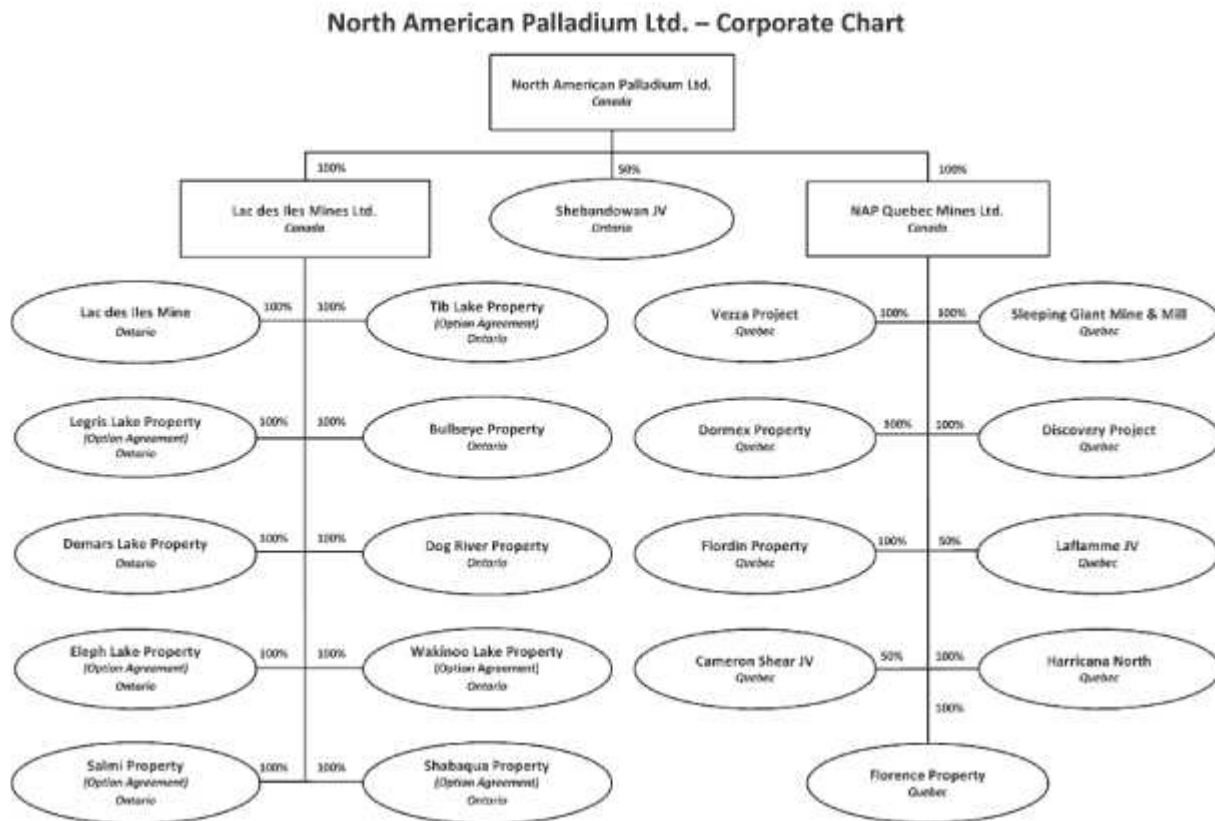 North American Palladium Ltd. – Corporate Chart
North American Palladium Ltd.
Canada
100%
50%
100%
Lac des Iles Mines Ltd.
Canada
Shebandowan JV
Ontario
NAP Quebec Mines Ltd.
Canada
Lac des Iles Mine
Ontario
100%
100%
Tib Lake Property
(Option Agreement)
Ontario
Vezza Project
Quebec
100%
100%
Sleeping Giant Mine & Mill
Quebec
Legris Lake Property
(Option Agreement)
Ontario
100%
100%
Bullseye Property
Ontario
Dormex Property
Quebec
100%
100%
Discovery Project
Quebec
Demars Lake Property
Ontario
100%
100%
Dog River Property
Ontario
Flordin Property
Quebec
100%
50%
Laflamme JV
Quebec
Eleph Lake Property
(Option Agreement)
Ontario
100%
100%
Wakinoo Lake Property
(Option Agreement)
Ontario
Cameron Shear JV
Quebec
50%
100%
Harricana North
Quebec
100%
Salmi Property
(Option Agreement)
Ontario
100%
100%
Shabaqua Property
(Option Agreement)
Ontario
Florence Property
Quebec